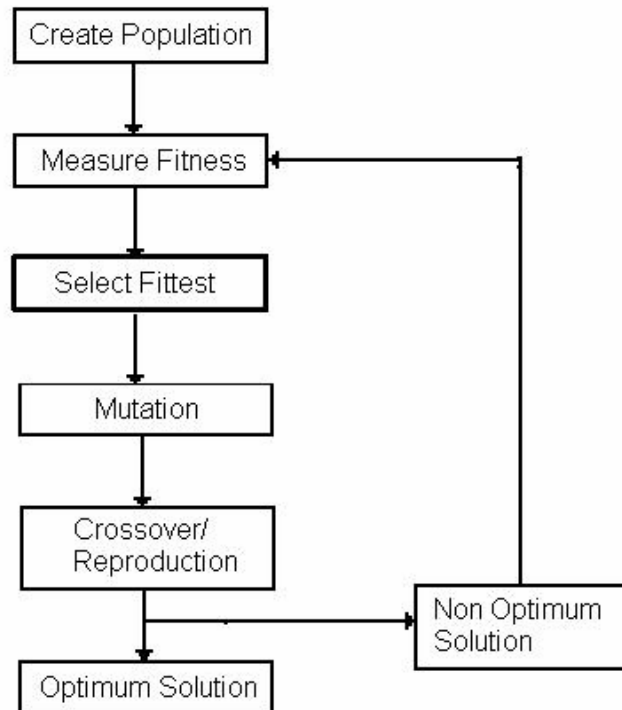 Create Population
Measure Fitness
Select Fittest
Mutation
Crossover/
Reproduction
Non Optimum
Solution
Optimum Solution